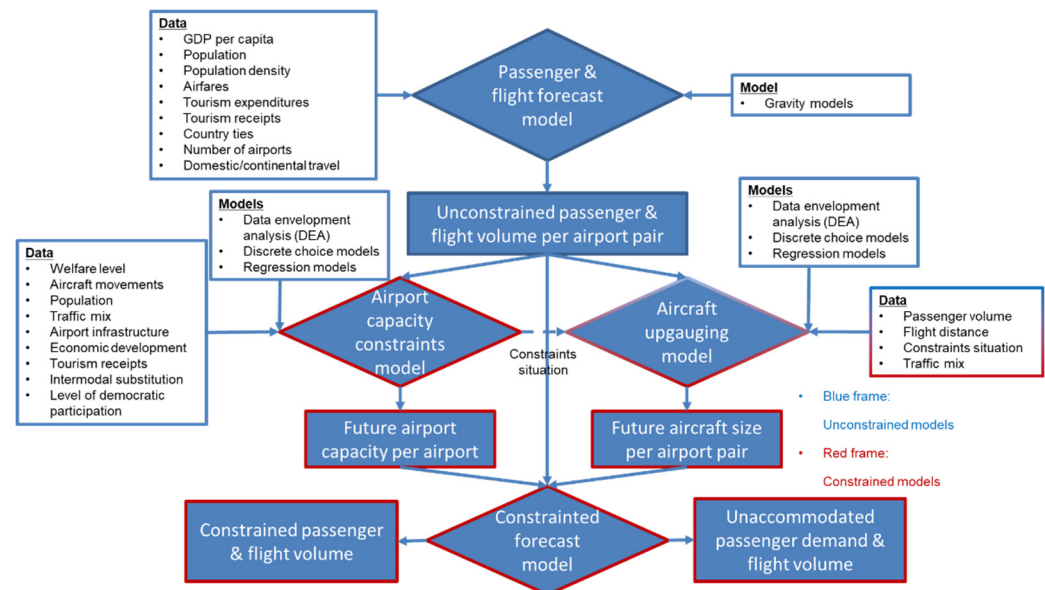 Data
• GDP per capita
• Population
• Population density
• Airfares
• Tourism expenditures
• Tourism receipts
• Country ties
• Number of airports
• Domestic/continental travel
Passenger &
flight forecast
model
Model
• Gravity models
Unconstrained passenger &
flight volume per airport pair
Models
• Data envelopment
analysis (DEA)
• Discrete choice models
• Regression models
Models
• Data envelopment
analysis (DEA)
• Discrete choice models
• Regression models
Data
• Welfare level
• Aircraft movements
• Population
• Traffic mix
• Airport infrastructure
• Economic development
• Tourism receipts
• Intermodal substitution
• Level of democratic
participation
Airport
capacity
constraints
model
Constraints
situation
Aircraft
upgauging
model
Data
• Passenger volume
• Flight distance
• Constraints situation
• Traffic mix
Future airport
capacity per airport
Future aircraft size
per airport pair
• Blue frame:
Unconstrained models
• Red frame:
Constrained models
Constrained passenger
& flight volume
Constrainted
forecast
model
Unaccommodated
passenger demand &
flight volume